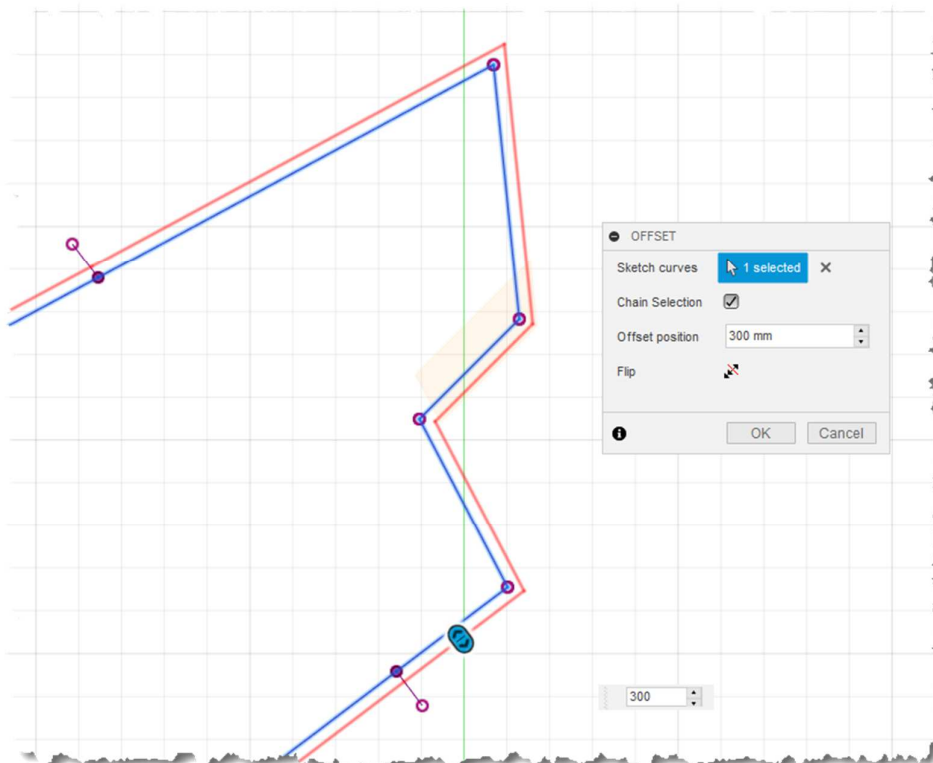 OFFSET
Sketch curves 1 selected
Chain Selection
Offset position 300 mm
Flip
OK Cancel
300